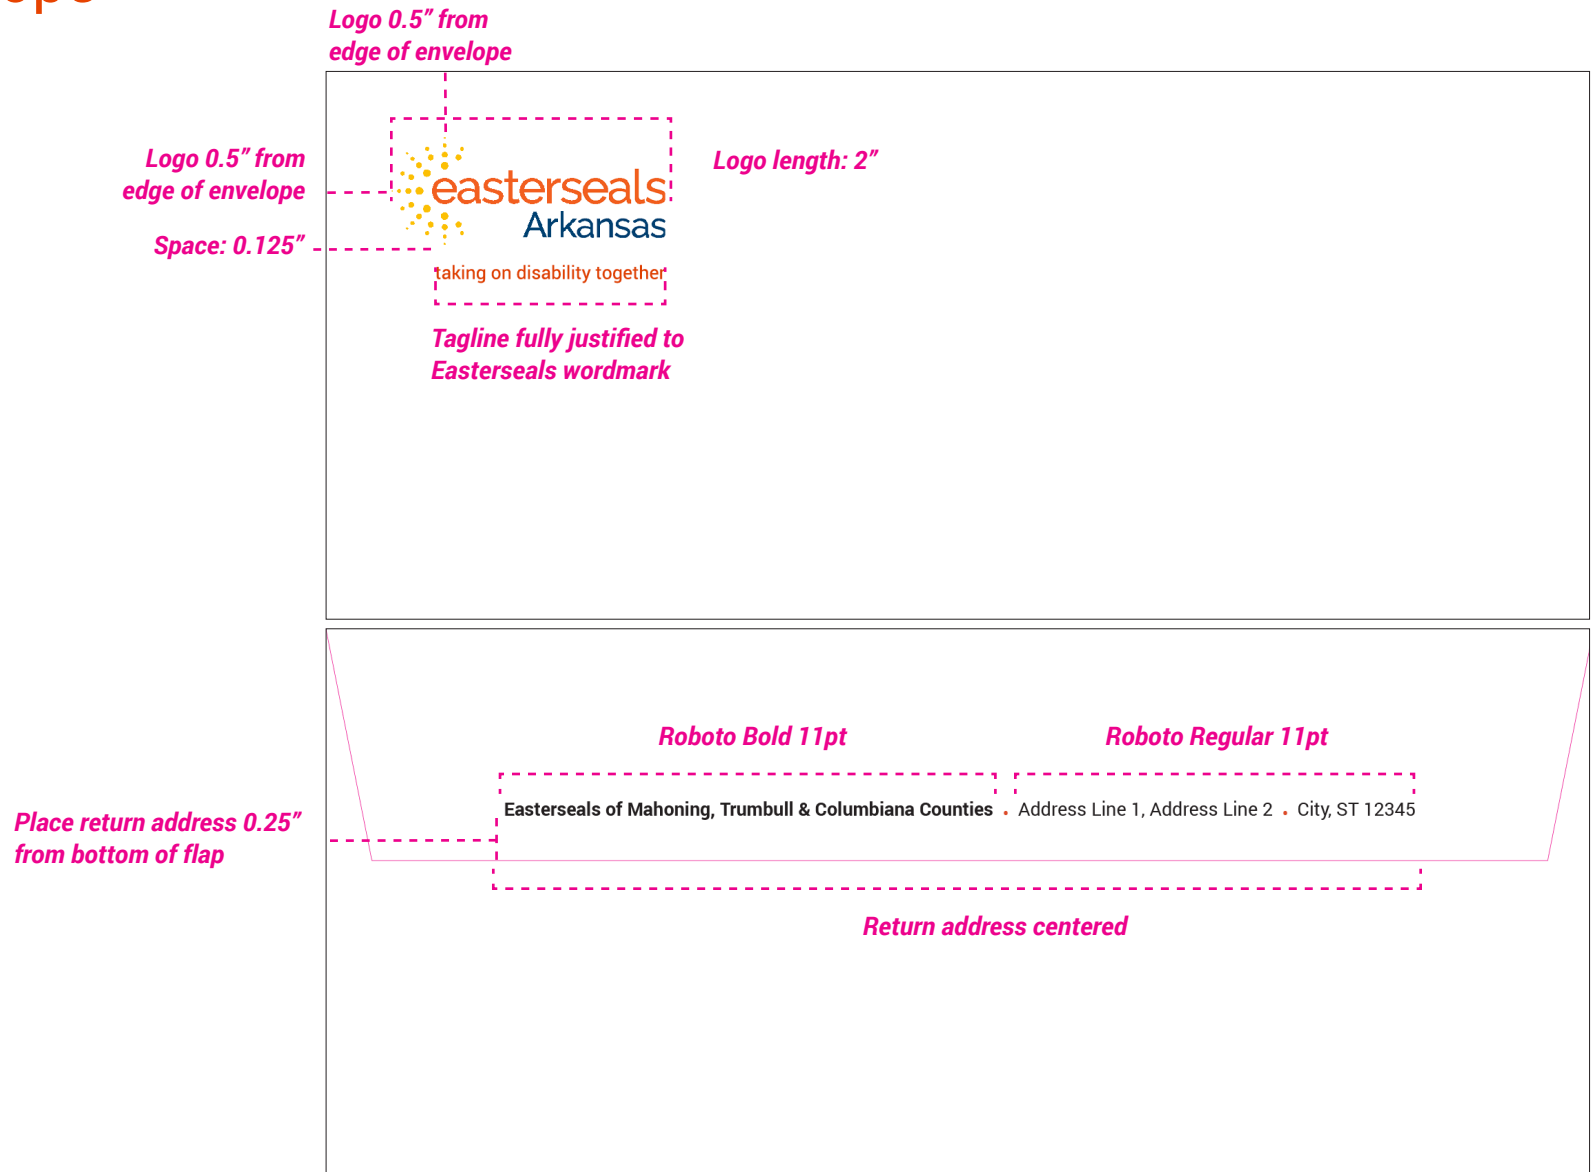 Logo 0.5” from
edge of envelope
Logo 0.5” from
edge of envelope
Logo length: 2”
easterseals
Arkansas
Space: 0.125”
taking on disability together
Tagline fully justified to
Easterseals wordmark
Roboto Bold 11pt
Roboto Regular 11pt
Easterseals of Mahoning, Trumbull & Columbiana Counties . Address Line 1, Address Line 2 . City, ST 12345
Place return address 0.25”
from bottom of flap
Return address centered